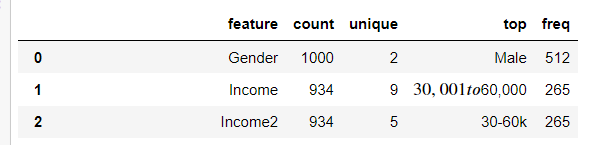 feature count unique top freq
0 Gender 1000 2 Male 512
1 Income 934 9 30,001to60,000 265
2 Income2 934 5 30-60k 265